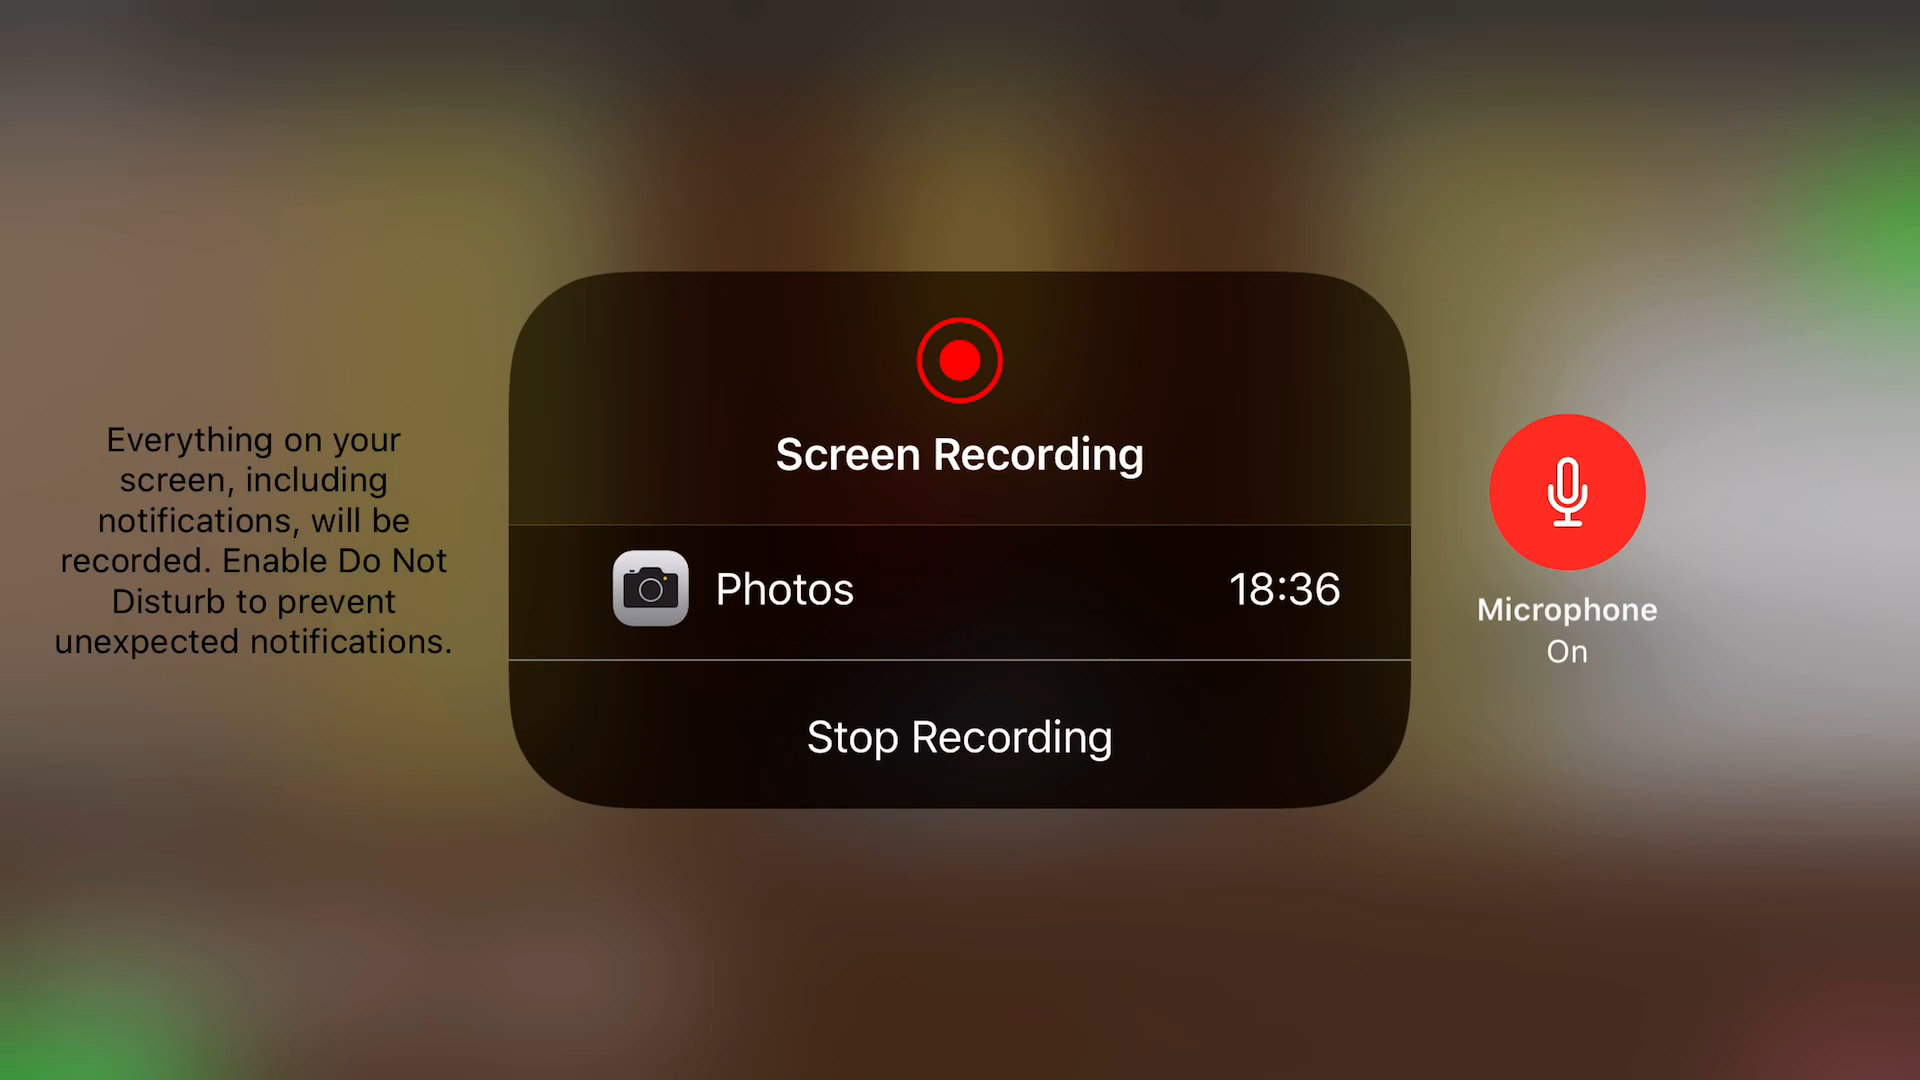 Everything on your
screen, including
notifications, will be
recorded. Enable Do Not
Disturb to prevent
unexpected notifications.
Screen Recording
Photos 18:36
Stop Recording
Microphone
On